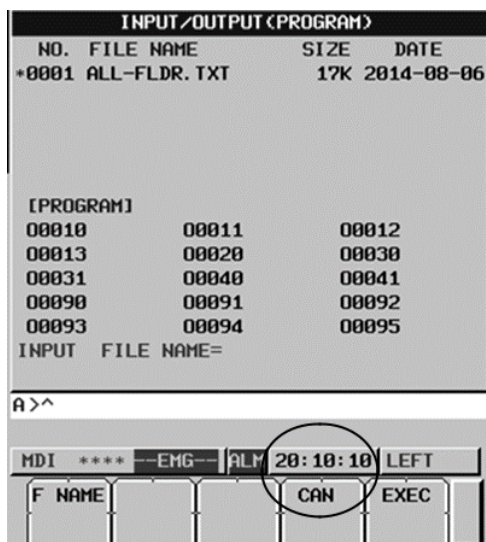 INPUT/OUTPUT(PROGRAM)
NO. FILE NAME SIZE DATE
*0001 ALL-FLDR.TXT 17K 2014-08-06
[PROGRAM]
O0010 O0011 O0012
O0013 O0020 O0030
O0031 O0040 O0041
O0090 O0091 O0092
O0093 O0094 O0095
INPUT FILE NAME=
A>^
MDI **** --EMG-- ALM 20:10:10 LEFT
F NAME CAN EXEC